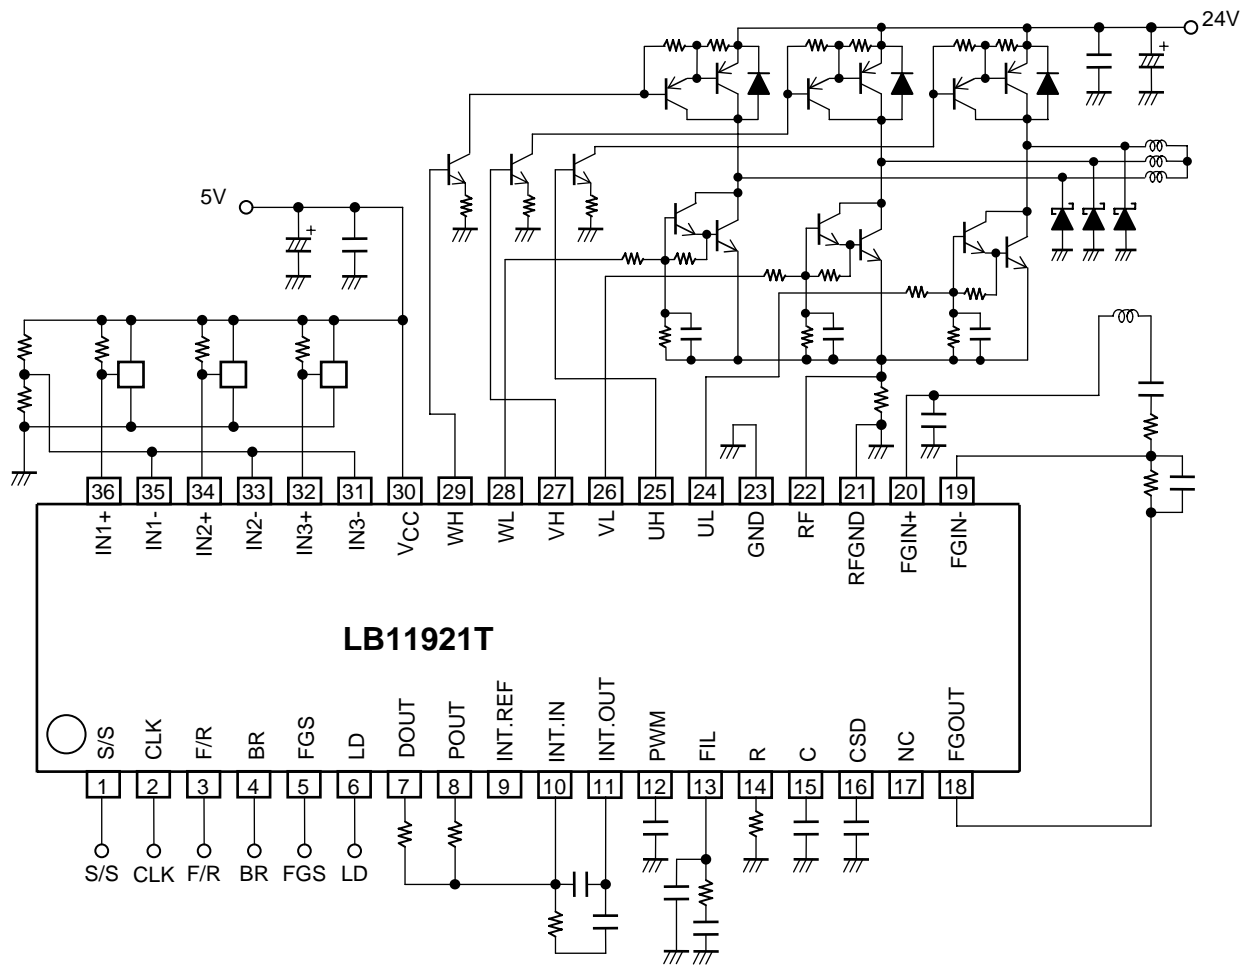 24V
+
5V
+
36 35 34 33 32 31 30 29 28 27 26 25 24 23 22 21 20 19
IN1+ IN1- IN2+ IN2- IN3+ IN3- VCC WH WL VH VL UH UL GND RF RFGND FGIN+ FGIN-
LB11921T
S/S CLK F/R BR FGS LD DOUT POUT INT.REF INT.IN INT.OUT PWM FIL R C CSD NC FGOUT
1 2 3 4 5 6 7 8 9 10 11 12 13 14 15 16 17 18
S/S CLK F/R BR FGS LD